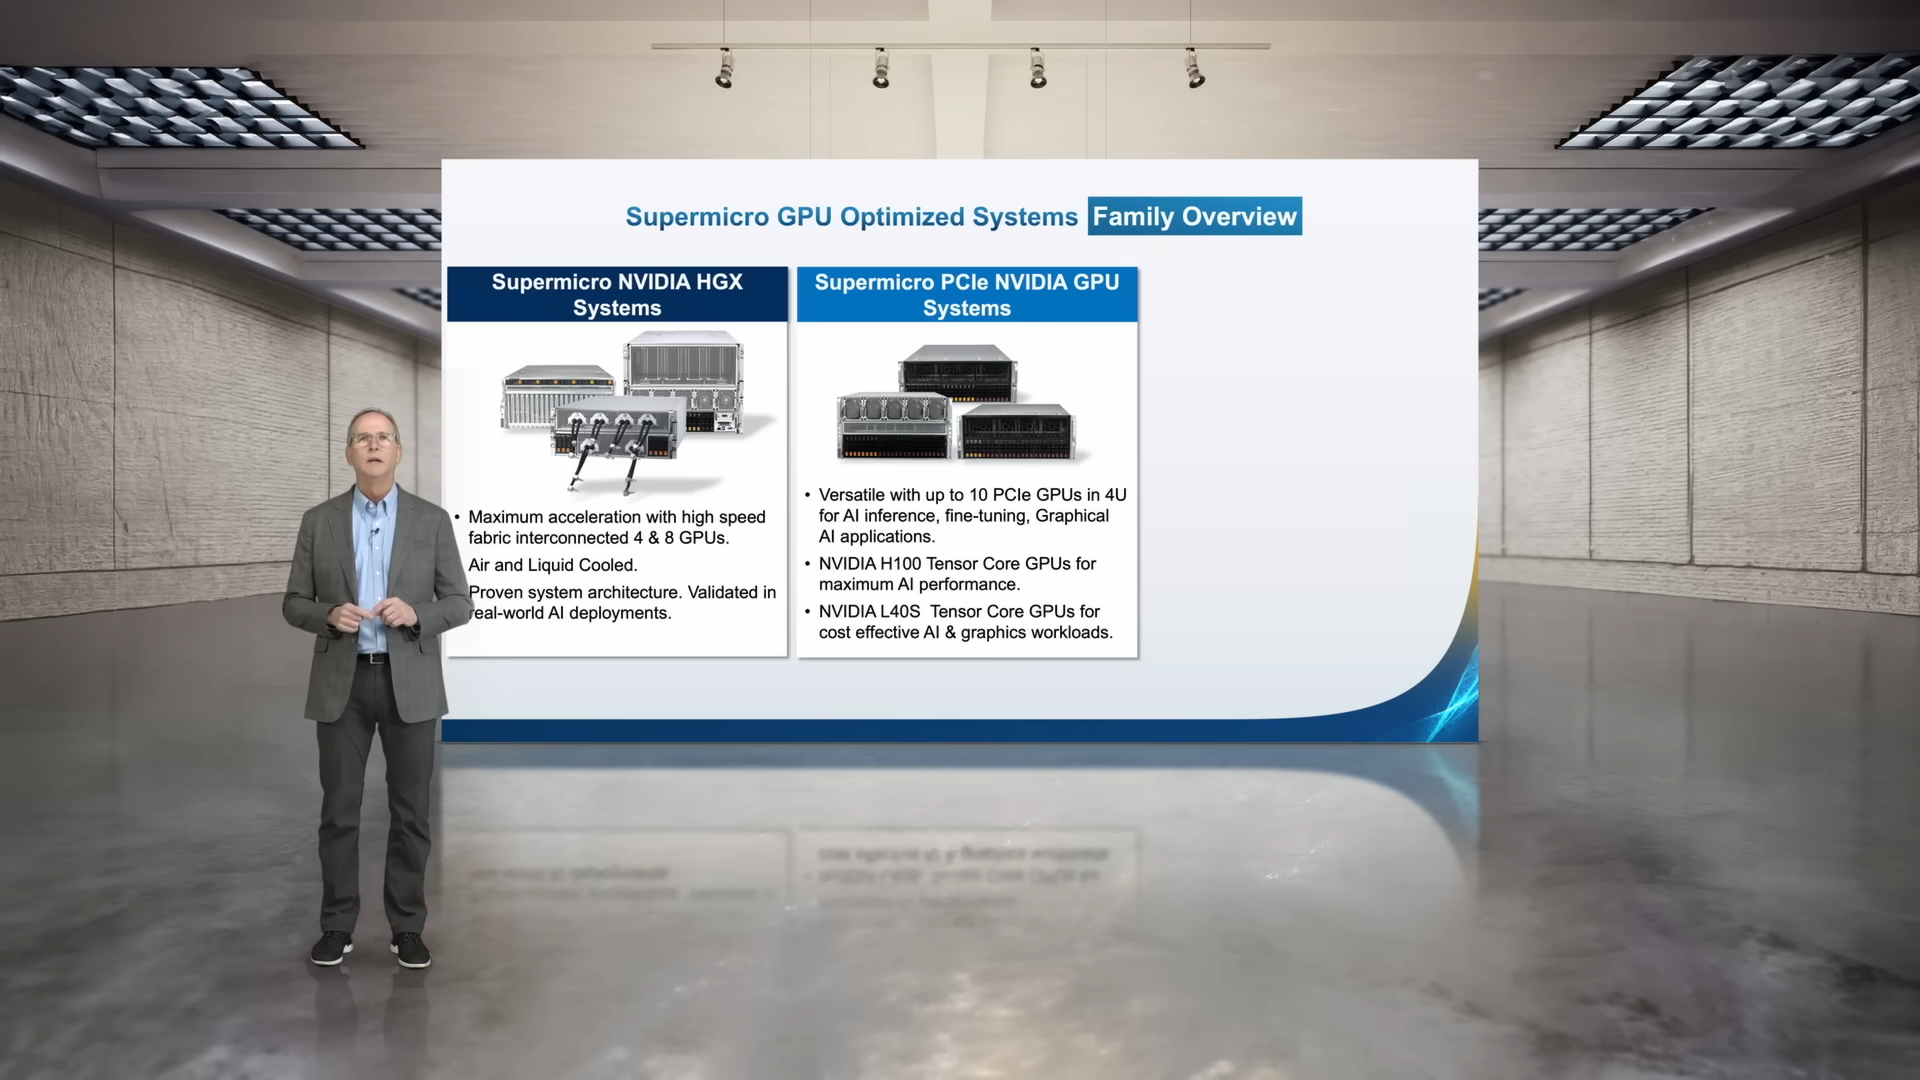 Supermicro GPU Optimized Systems Family Overview
Supermicro NVIDIA HGX
Systems
• Maximum acceleration with high speed
fabric interconnected 4 & 8 GPUs.
Air and Liquid Cooled.
Proven system architecture. Validated in
real-world AI deployments.
Supermicro PCIe NVIDIA GPU
Systems
• Versatile with up to 10 PCIe GPUs in 4U
for AI inference, fine-tuning, Graphical
AI applications.
• NVIDIA H100 Tensor Core GPUs for
maximum AI performance.
• NVIDIA L40S  Tensor Core GPUs for
cost effective AI & graphics workloads.